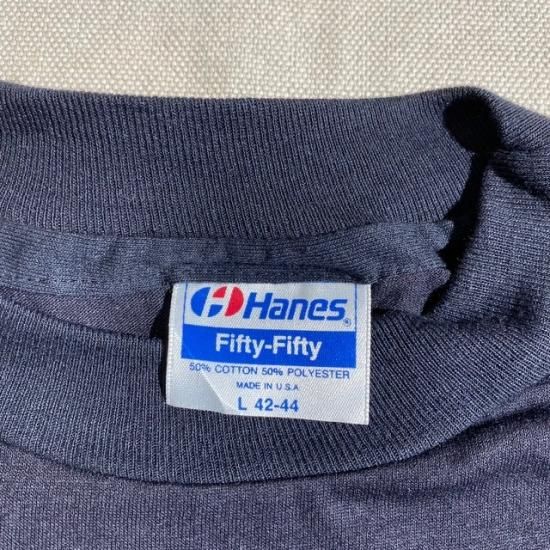 Hanes®
Fifty-Fifty
50% COTTON 50% POLYESTER
MADE IN U.S.A
L 42-44